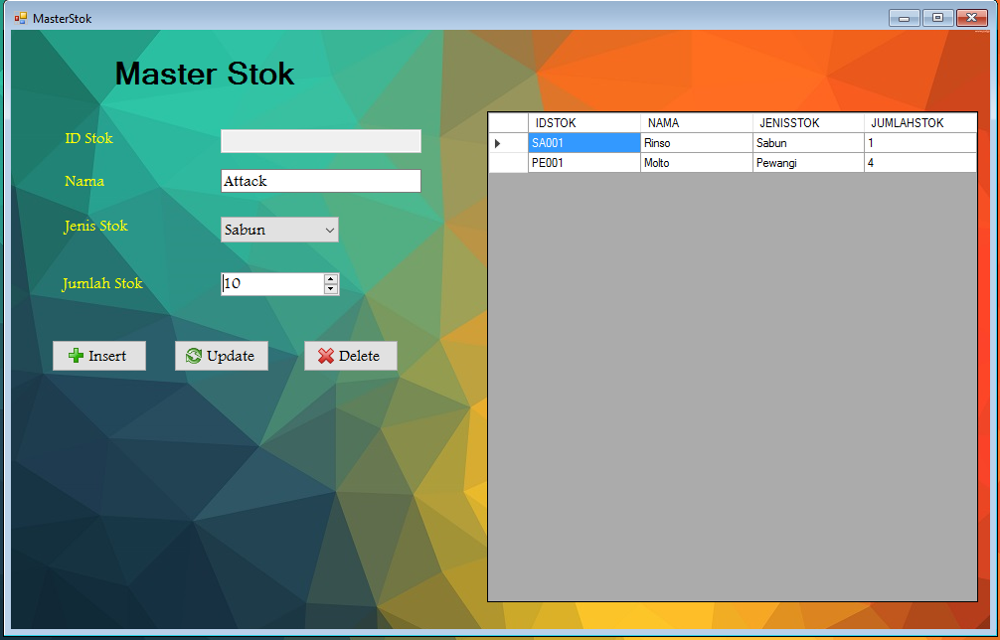 MasterStok
Master Stok
ID Stok
Nama Attack
Jenis Stok Sabun
Jumlah Stok 10
Insert Update Delete
IDSTOK NAMA JENISSTOK JUMLAHSTOK
SA001 Rinso Sabun 1
PE001 Molto Pewangi 4